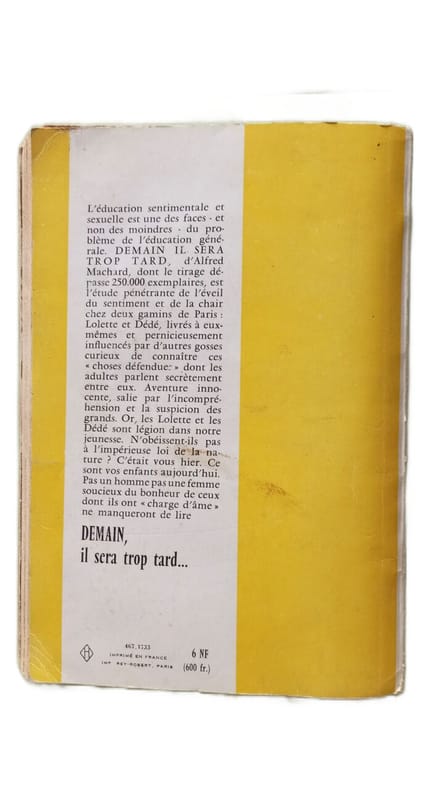 L'éducation sentimentale et
sexuelle est une des faces - et
non des moindres - du pro-
blème de l'éducation géné-
rale. DEMAIN IL SERA
TROP TARD, d'Alfred
Machard, dont le tirage dé-
passe 250.000 exemplaires, est
l'étude pénétrante de l'éveil
du sentiment et de la chair
chez deux gamins de Paris :
Lolette et Dédé, livrés à eux-
mêmes et pernicieusement
influencés par d'autres gosses
curieux de connaître ces
« choses défendues » dont les
adultes parlent secrètement
entre eux. Aventure inno-
cente, salie par l'incompré-
hension et la suspicion des
grands. Or, les Lolette et les
Dédé sont légion dans notre
jeunesse. N'obéissent-ils pas
à l'impérieuse loi de la na-
ture ? C'était vous hier. Ce
sont vos enfants aujourd'hui.
Pas un homme pas une femme
soucieux du bonheur de ceux
dont ils ont « charge d'âme »
ne manqueront de lire
DEMAIN,
il sera trop tard...
H
467.1733
IMPRIMÉ EN FRANCE
IMP. REY-ROBERT, PARIS
6 NF
(600 fr.)